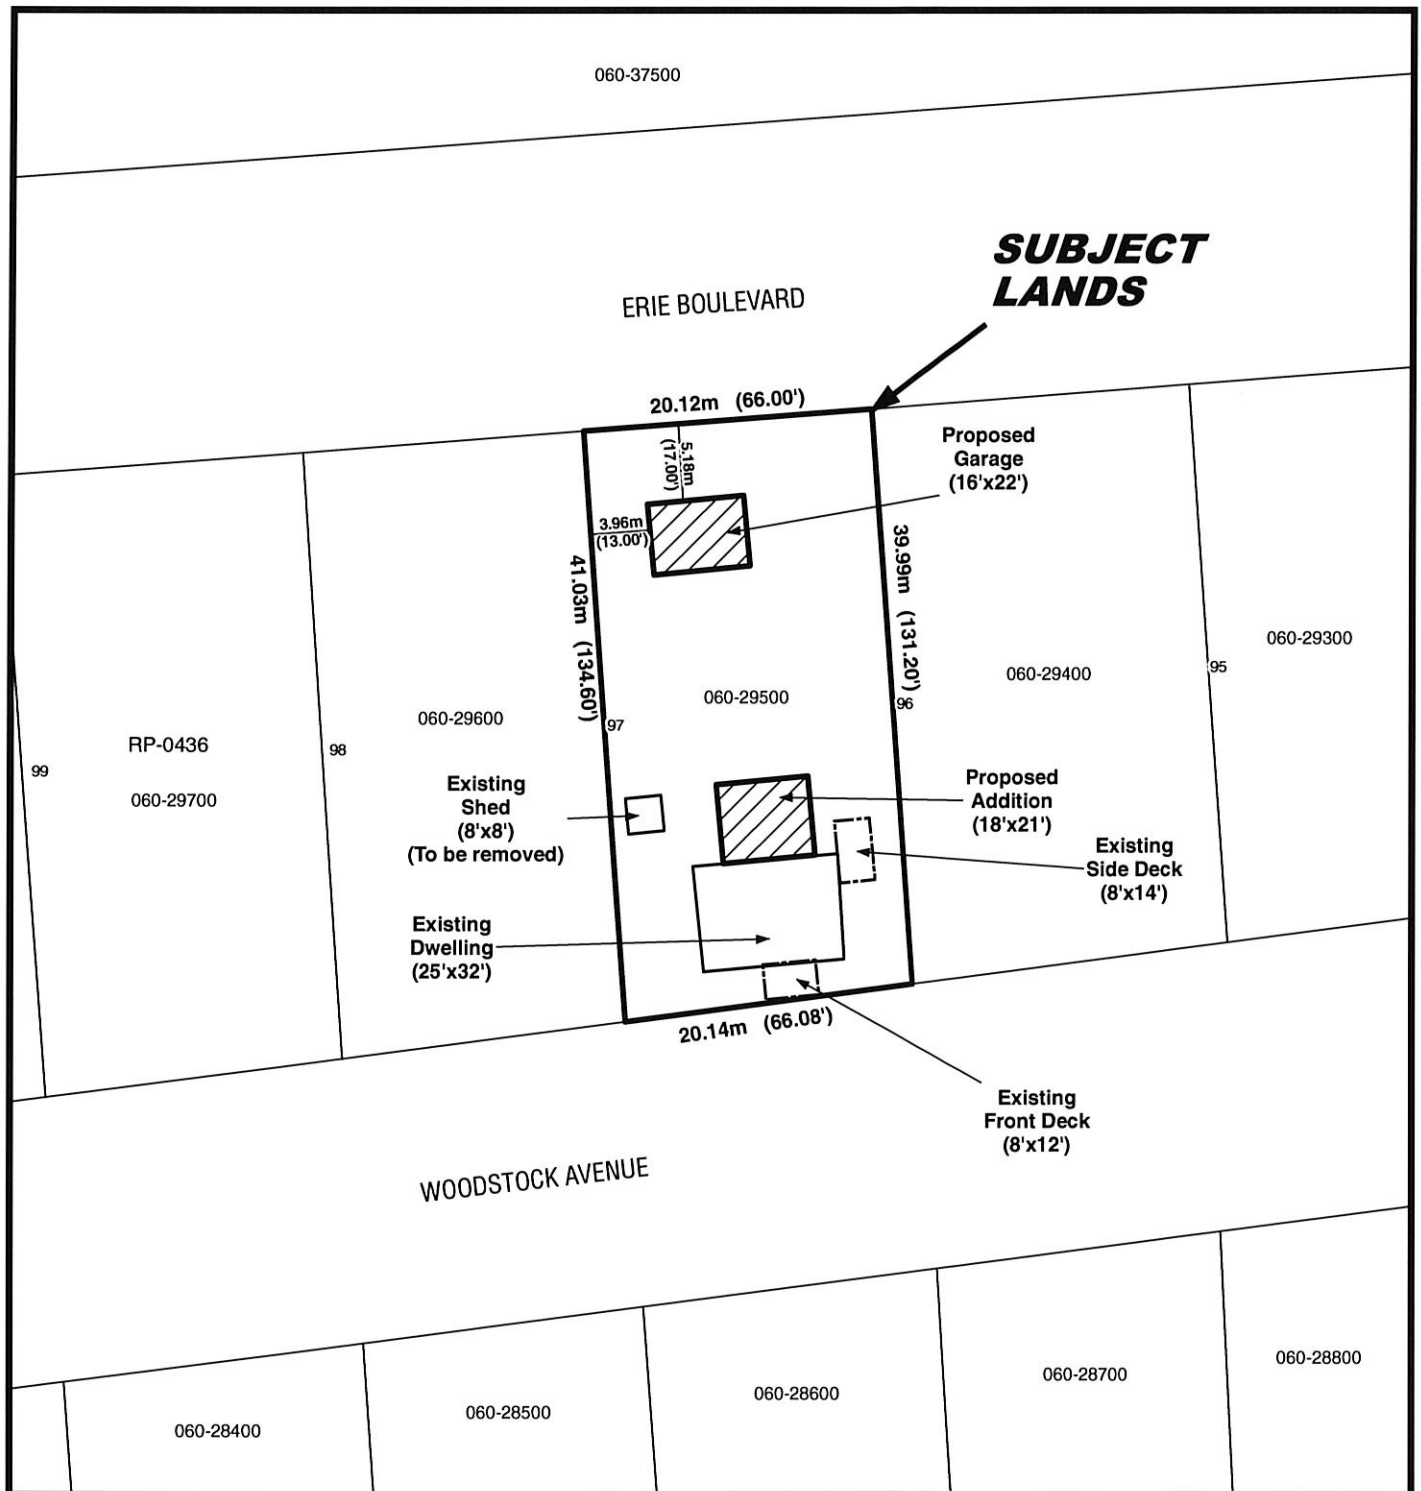 060-37500
SUBJECT
LANDS
ERIE BOULEVARD
20.12m (66.00')
5.18m
(17.00')
Proposed
Garage
(16'x22')
3.96m
(13.00')
41.03m (134.60')
39.99m (131.20')
060-29300
95
060-29400
060-29500
96
060-29600
97
RP-0436
98
99
060-29700
Existing
Shed
(8'x8')
(To be removed)
Proposed
Addition
(18'x21')
Existing
Side Deck
(8'x14')
Existing
Dwelling
(25'x32')
20.14m (66.08')
Existing
Front Deck
(8'x12')
WOODSTOCK AVENUE
060-28400
060-28500
060-28600
060-28700
060-28800